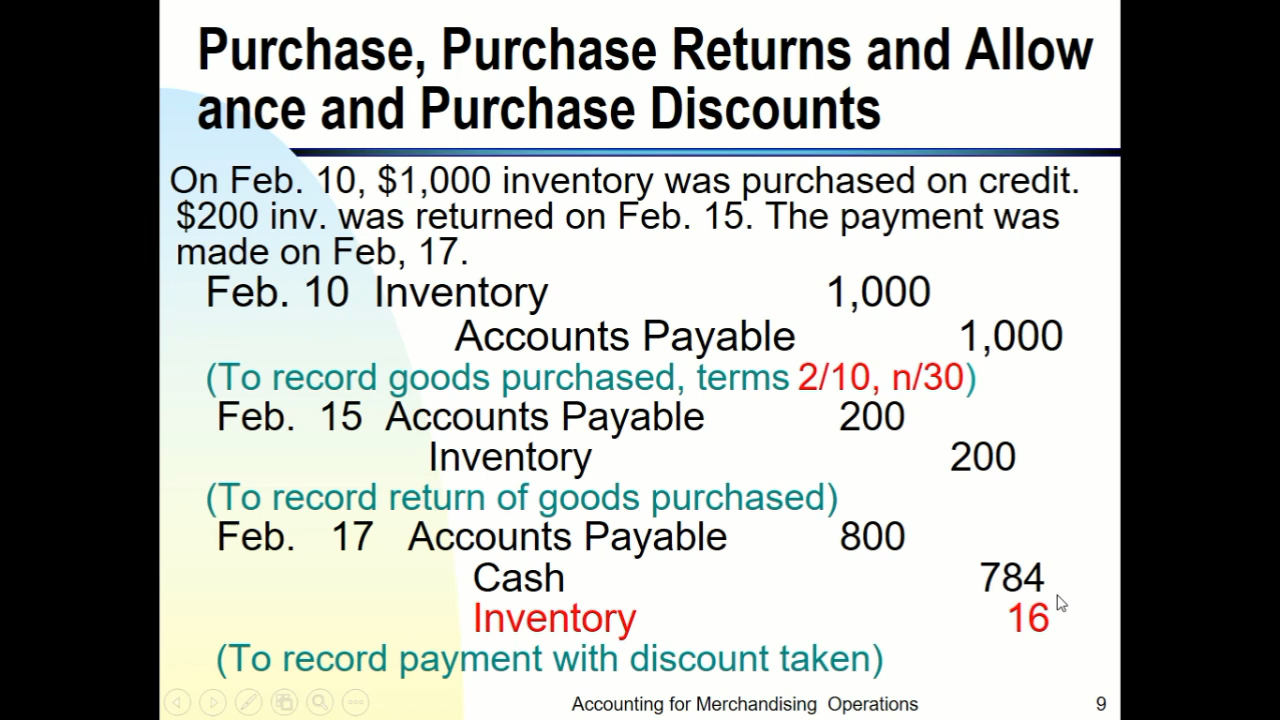 Purchase, Purchase Returns and Allow
ance and Purchase Discounts
On Feb. 10, $1,000 inventory was purchased on credit.
$200 inv. was returned on Feb. 15. The payment was
made on Feb, 17.
Feb. 10 Inventory 1,000
Accounts Payable 1,000
(To record goods purchased, terms 2/10, n/30)
Feb. 15 Accounts Payable 200
Inventory 200
(To record return of goods purchased)
Feb. 17 Accounts Payable 800
Cash 784
Inventory 16
(To record payment with discount taken)
Accounting for Merchandising Operations 9